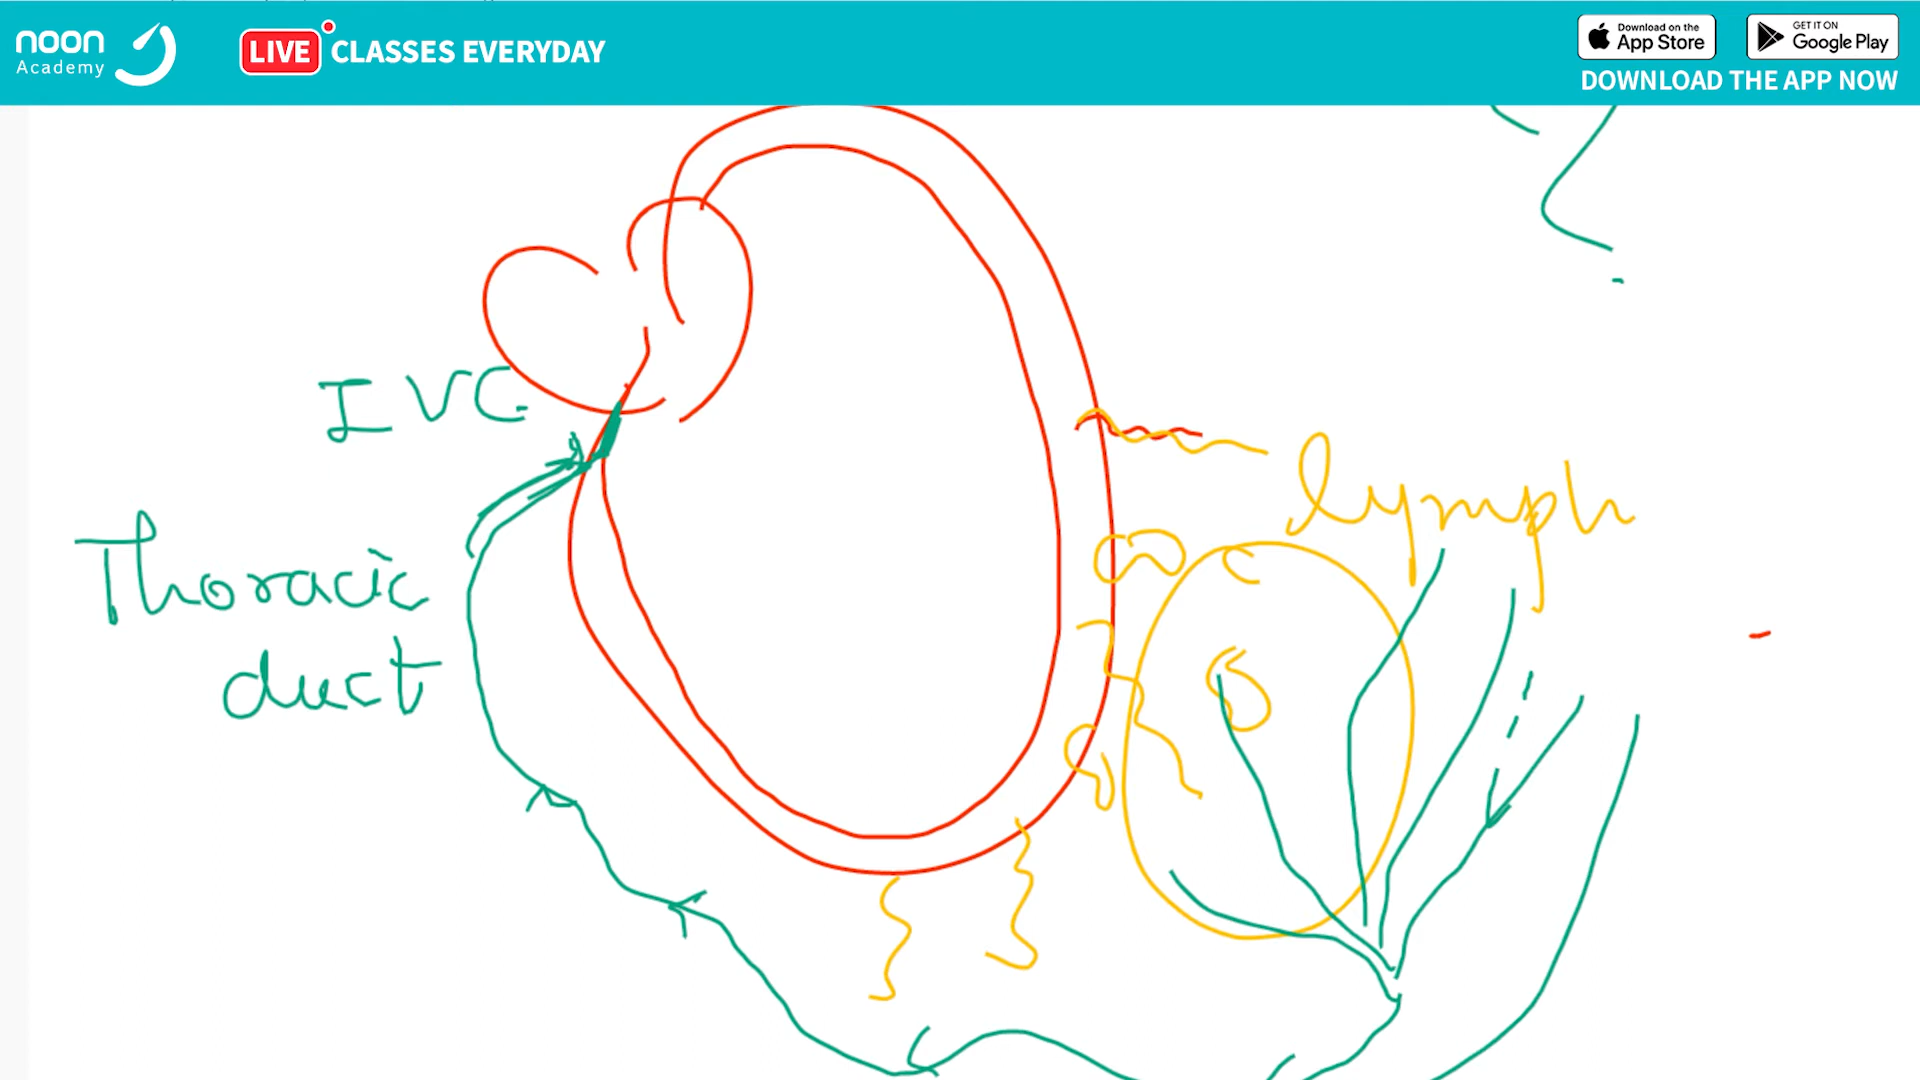 noon
Academy
LIVE CLASSES EVERYDAY
Download on the
App Store
GET IT ON
Google Play
DOWNLOAD THE APP NOW
IVC
lymph
Thoracic
duct